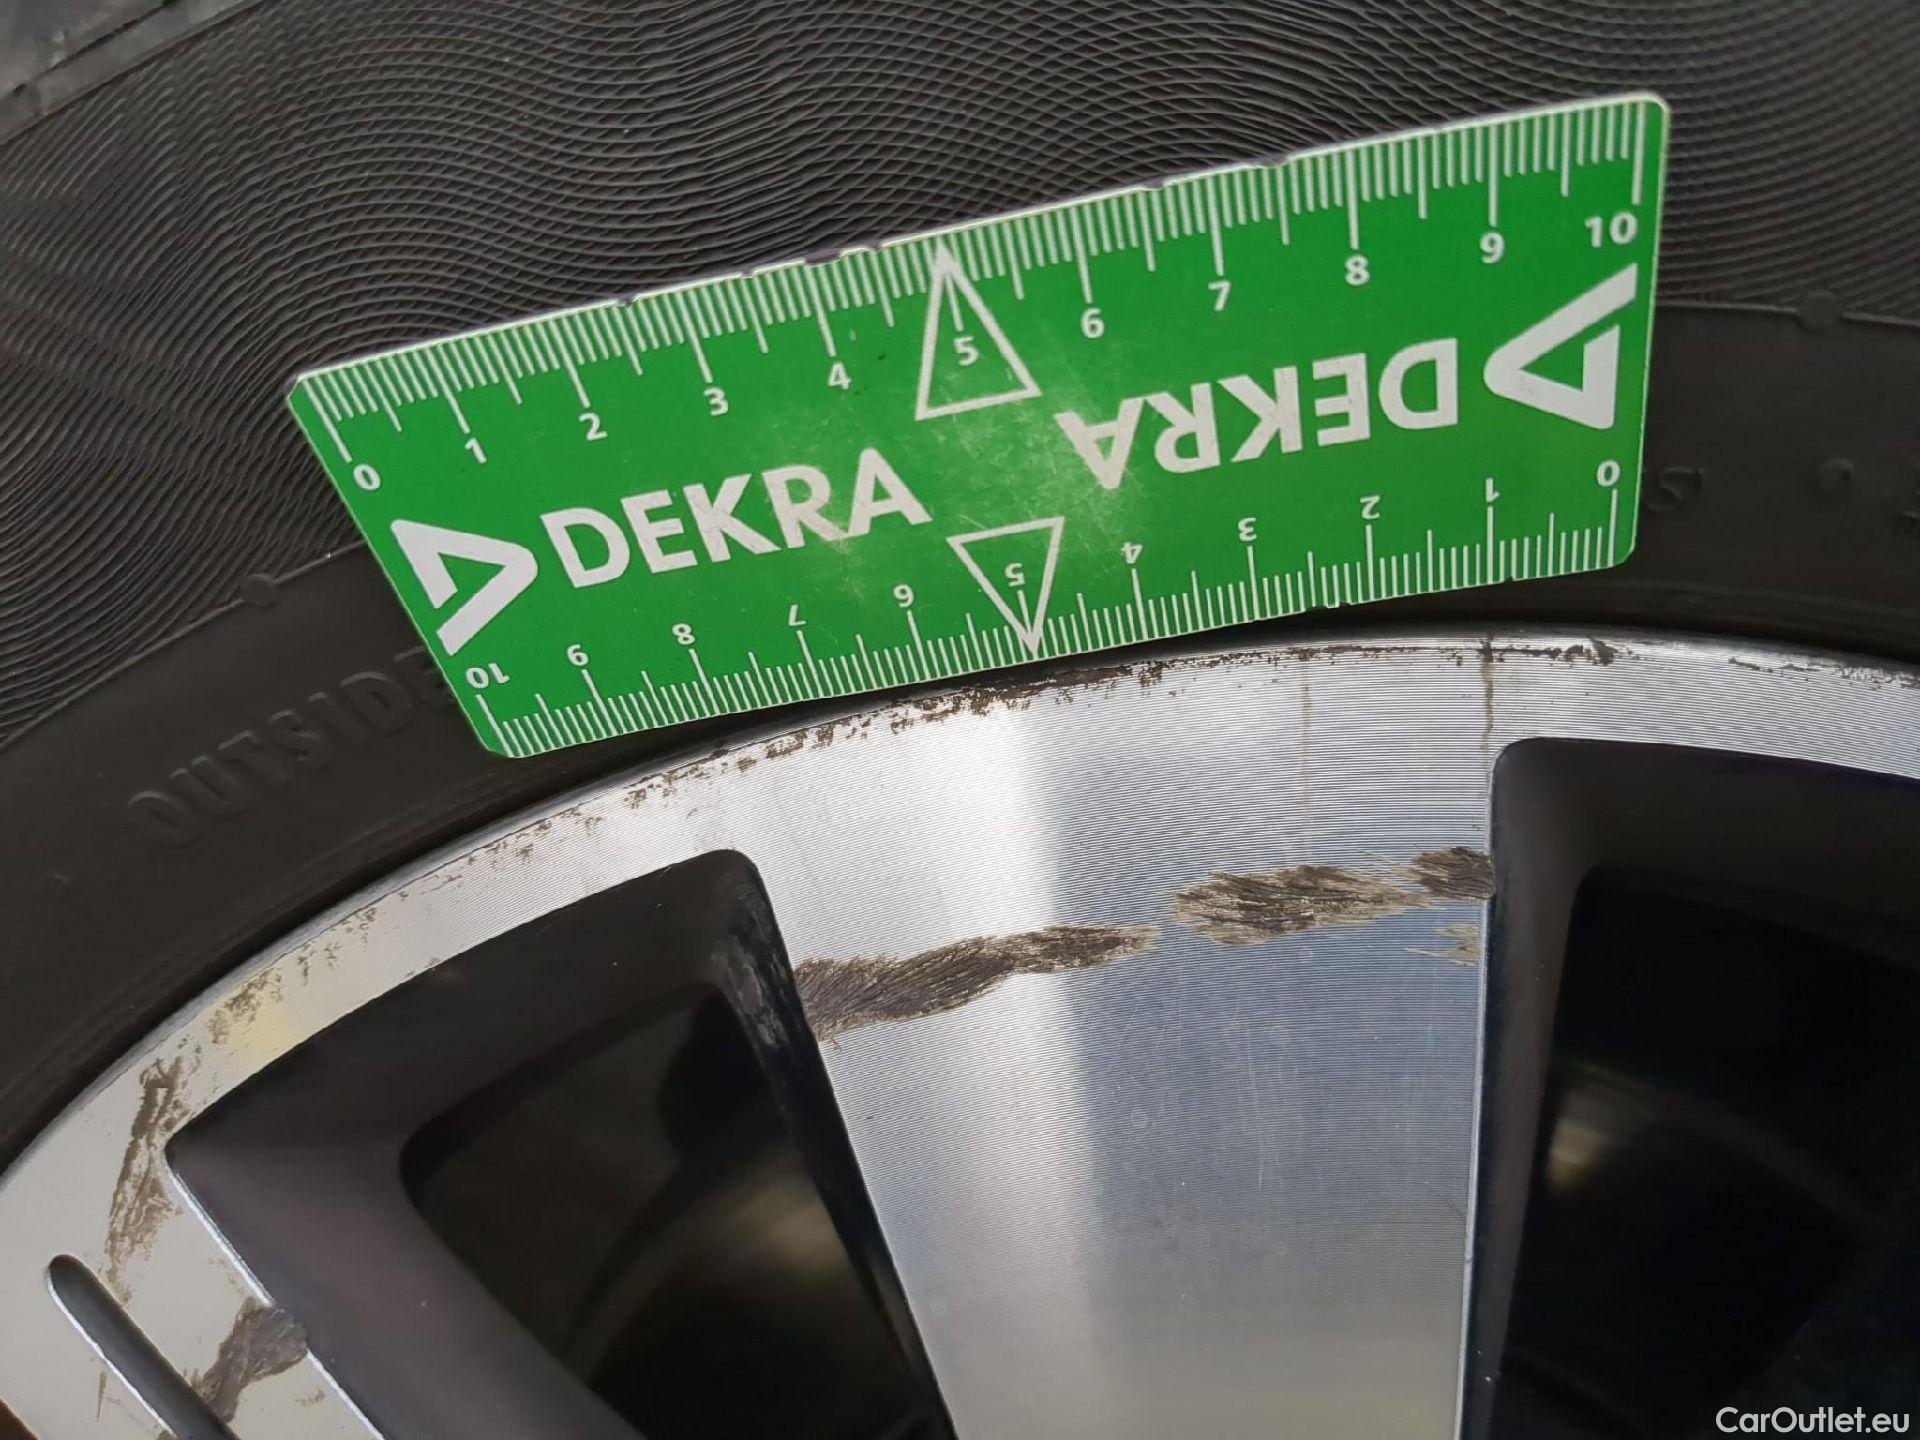 0 1 2 3 4 5 6 7 8 9 10
DEKRA
DEKRA
10 9 8 7 6 5 4 3 2 1 0
OUTSIDE
CarOutlet.eu